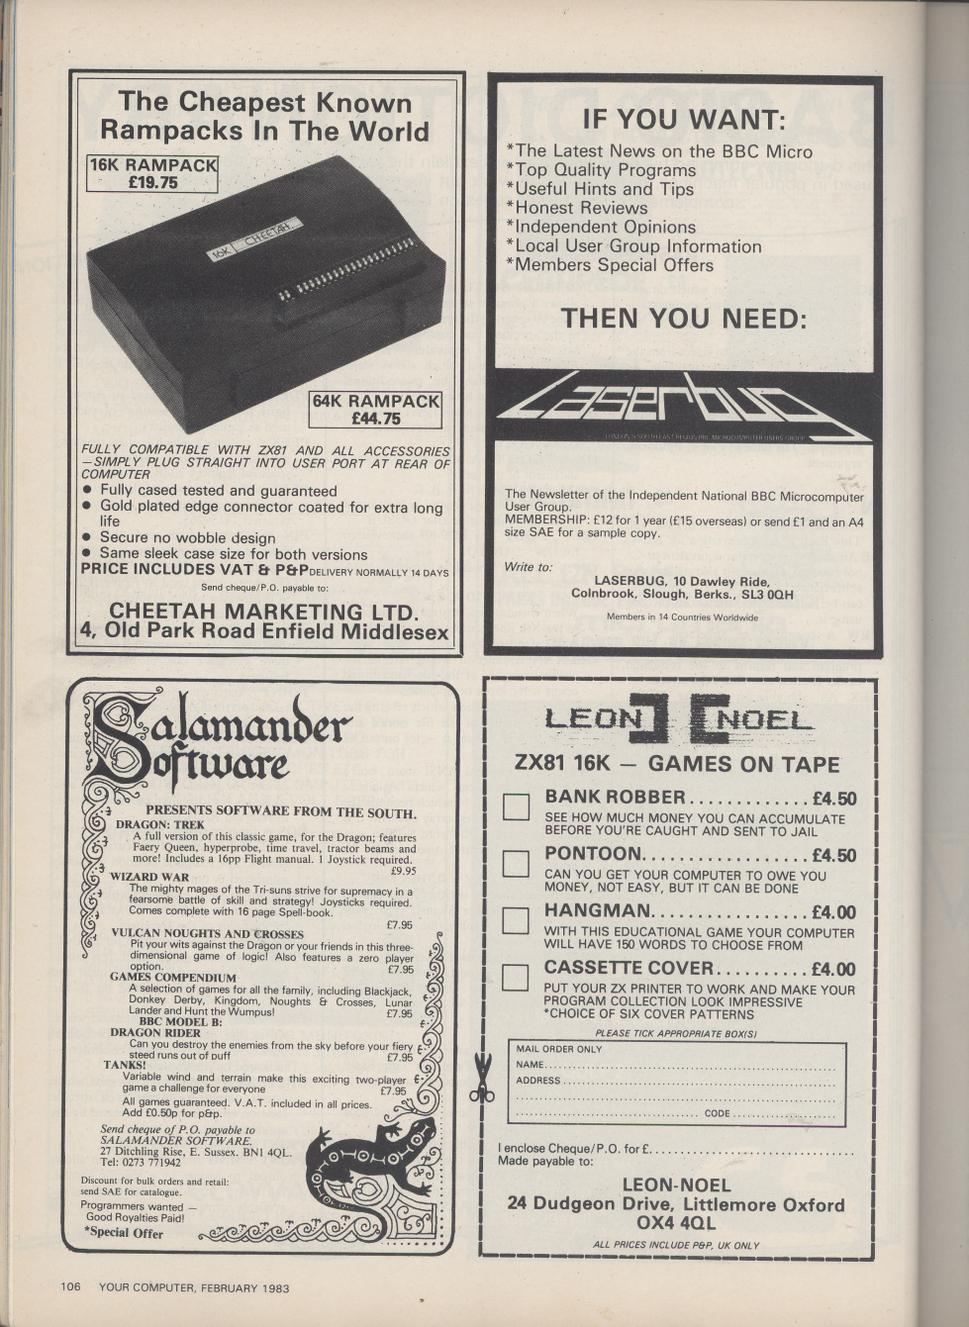 The Cheapest Known
Rampacks In The World
16K RAMPACK
£19.75
16K CHEETAH
64K RAMPACK
£44.75
FULLY COMPATIBLE WITH ZX81 AND ALL ACCESSORIES
—SIMPLY PLUG STRAIGHT INTO USER PORT AT REAR OF
COMPUTER
● Fully cased tested and guaranteed
● Gold plated edge connector coated for extra long
life
● Secure no wobble design
● Same sleek case size for both versions
PRICE INCLUDES VAT & P&P DELIVERY NORMALLY 14 DAYS
Send cheque/P.O. payable to:
CHEETAH MARKETING LTD.
4, Old Park Road Enfield Middlesex
IF YOU WANT:
*The Latest News on the BBC Micro
*Top Quality Programs
*Useful Hints and Tips
*Honest Reviews
*Independent Opinions
*Local User Group Information
*Members Special Offers
THEN YOU NEED:
Laserbug
The Newsletter of the Independent National BBC Microcomputer
User Group.
MEMBERSHIP: £12 for 1 year (£15 overseas) or send £1 and an A4
size SAE for a sample copy.
Write to:
LASERBUG, 10 Dawley Ride,
Colnbrook, Slough, Berks., SL3 0QH
Members in 14 Countries Worldwide
Salamander
Software
PRESENTS SOFTWARE FROM THE SOUTH.
DRAGON: TREK
A full version of this classic game, for the Dragon; features
Faery Queen, hyperprobe, time travel, tractor beams and
more! Includes a 16pp Flight manual. 1 Joystick required.
£9.95
WIZARD WAR
The mighty mages of the Tri-suns strive for supremacy in a
fearsome battle of skill and strategy! Joysticks required.
Comes complete with 16 page Spell-book.
£7.95
VULCAN NOUGHTS AND CROSSES
Pit your wits against the Dragon or your friends in this three-
dimensional game of logic! Also features a zero player
option. £7.95
GAMES COMPENDIUM
A selection of games for all the family, including Blackjack,
Donkey Derby, Kingdom, Noughts & Crosses, Lunar
Lander and Hunt the Wumpus! £7.95
BBC MODEL B:
DRAGON RIDER
Can you destroy the enemies from the sky before your fiery
steed runs out of puff £7.95
TANKS!
Variable wind and terrain make this exciting two-player
game a challenge for everyone £7.95
All games guaranteed. V.A.T. included in all prices.
Add £0.50p for p&p.
Send cheque of P.O. payable to
SALAMANDER SOFTWARE.
27 Ditchling Rise, E. Sussex. BN1 4QL.
Tel: 0273 771942
Discount for bulk orders and retail:
send SAE for catalogue.
Programmers wanted —
Good Royalties Paid!
*Special Offer
LEON NOEL
ZX81 16K — GAMES ON TAPE
BANK ROBBER............. £4.50
SEE HOW MUCH MONEY YOU CAN ACCUMULATE
BEFORE YOU'RE CAUGHT AND SENT TO JAIL
PONTOON.................. £4.50
CAN YOU GET YOUR COMPUTER TO OWE YOU
MONEY, NOT EASY, BUT IT CAN BE DONE
HANGMAN................. £4.00
WITH THIS EDUCATIONAL GAME YOUR COMPUTER
WILL HAVE 150 WORDS TO CHOOSE FROM
CASSETTE COVER.......... £4.00
PUT YOUR ZX PRINTER TO WORK AND MAKE YOUR
PROGRAM COLLECTION LOOK IMPRESSIVE
*CHOICE OF SIX COVER PATTERNS
PLEASE TICK APPROPRIATE BOX(S)
MAIL ORDER ONLY
NAME..........
ADDRESS..........
.......... CODE ..........
I enclose Cheque/P.O. for £..........
Made payable to:
LEON-NOEL
24 Dudgeon Drive, Littlemore Oxford
OX4 4QL
ALL PRICES INCLUDE P&P, UK ONLY
106 YOUR COMPUTER, FEBRUARY 1983